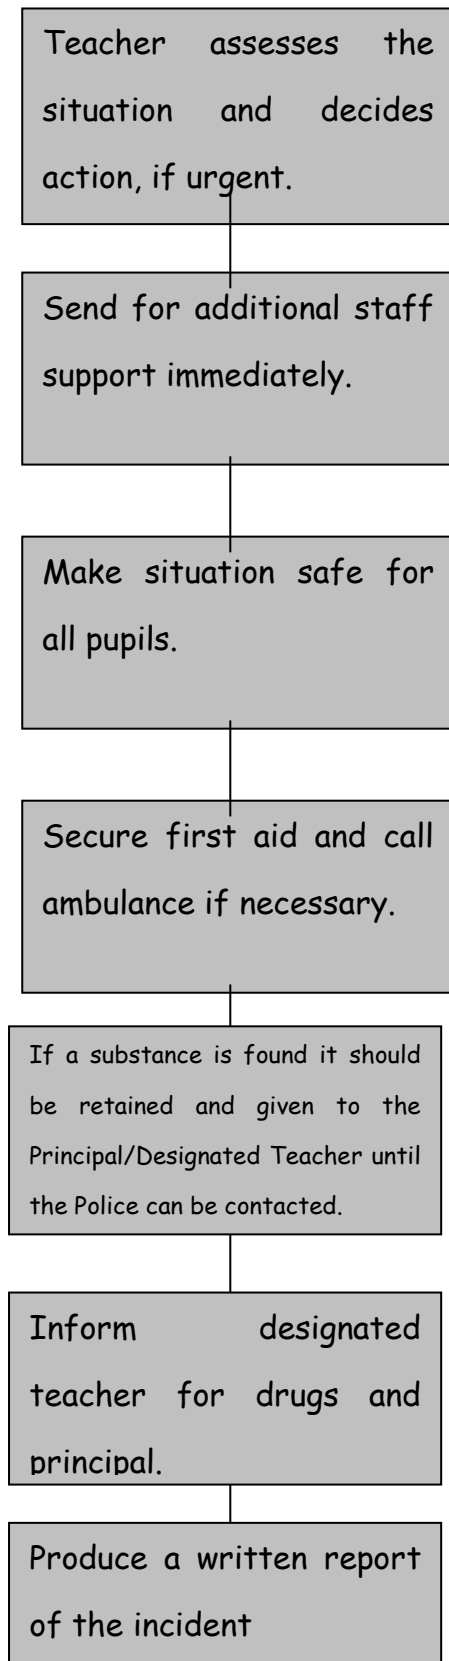 Teacher assesses the
situation and decides
action, if urgent.
Send for additional staff
support immediately.
Make situation safe for
all pupils.
Secure first aid and call
ambulance if necessary.
If a substance is found it should
be retained and given to the
Principal/Designated Teacher until
the Police can be contacted.
Inform designated
teacher for drugs and
principal.
Produce a written report
of the incident